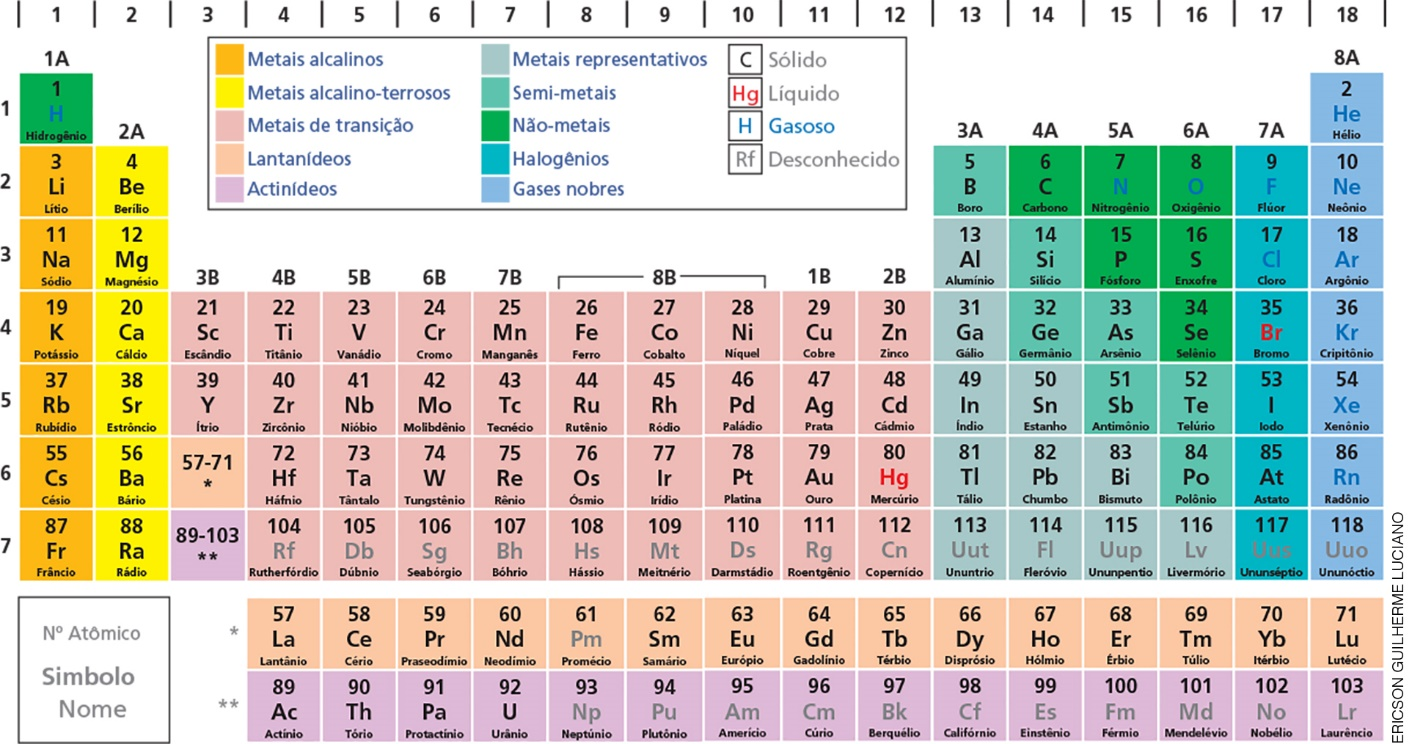 1 2 3 4 5 6 7 8 9 10 11 12 13 14 15 16 17 18
1A 8A
Metais alcalinos Metais representativos C Sólido
Metais alcalino-terrosos Semi-metais Hg Líquido
Metais de transição Não-metais H Gasoso
Lantanídeos Halogênios Rf Desconhecido
Actinídeos Gases nobres
1 2
1 H He
Hidrogênio Hélio
2A 3A 4A 5A 6A 7A
3 4 5 6 7 8 9 10
2 Li Be B C N O F Ne
Lítio Berílio Boro Carbono Nitrogênio Oxigênio Flúor Neônio
11 12 13 14 15 16 17 18
3 Na Mg Al Si P S Cl Ar
Sódio Magnésio Alumínio Silício Fósforo Enxofre Cloro Argônio
3B 4B 5B 6B 7B 8B 1B 2B
19 20 21 22 23 24 25 26 27 28 29 30 31 32 33 34 35 36
4 K Ca Sc Ti V Cr Mn Fe Co Ni Cu Zn Ga Ge As Se Br Kr
Potássio Cálcio Escândio Titânio Vanádio Cromo Manganês Ferro Cobalto Níquel Cobre Zinco Gálio Germânio Arsênio Selênio Bromo Criptônio
37 38 39 40 41 42 43 44 45 46 47 48 49 50 51 52 53 54
5 Rb Sr Y Zr Nb Mo Tc Ru Rh Pd Ag Cd In Sn Sb Te I Xe
Rubídio Estrôncio Ítrio Zircônio Nióbio Molibdênio Tecnécio Rutênio Ródio Paládio Prata Cádmio Índio Estanho Antimônio Telúrio Iodo Xenônio
55 56 57-71 72 73 74 75 76 77 78 79 80 81 82 83 84 85 86
6 Cs Ba * Hf Ta W Re Os Ir Pt Au Hg Tl Pb Bi Po At Rn
Césio Bário Háfnio Tântalo Tungstênio Rênio Ósmio Irídio Platina Ouro Mercúrio Tálio Chumbo Bismuto Polônio Astato Radônio
87 88 89-103 104 105 106 107 108 109 110 111 112 113 114 115 116 117 118
7 Fr Ra ** Rf Db Sg Bh Hs Mt Ds Rg Cn Uut Fl Uup Lv Uus Uuo
Frâncio Rádio Rutherfórdio Dúbnio Seabórgio Bóhrio Hássio Meitnério Darmstádio Roentgênio Copernício Ununtrio Fleróvio Ununpentio Livermório Ununséptio Ununóctio
Nº Atômico
Simbolo
Nome
57 58 59 60 61 62 63 64 65 66 67 68 69 70 71
* La Ce Pr Nd Pm Sm Eu Gd Tb Dy Ho Er Tm Yb Lu
Lantânio Cério Praseodímio Neodímio Promécio Samário Európio Gadolínio Térbio Disprósio Hólmio Érbio Túlio Itérbio Lutécio
89 90 91 92 93 94 95 96 97 98 99 100 101 102 103
** Ac Th Pa U Np Pu Am Cm Bk Cf Es Fm Md No Lr
Actínio Tório Protactínio Urânio Neptúnio Plutônio Amerício Cúrio Berquélio Califórnio Einstênio Férmio Mendelévio Nobélio Laurêncio
ERICSON GUILHERME LUCIANO